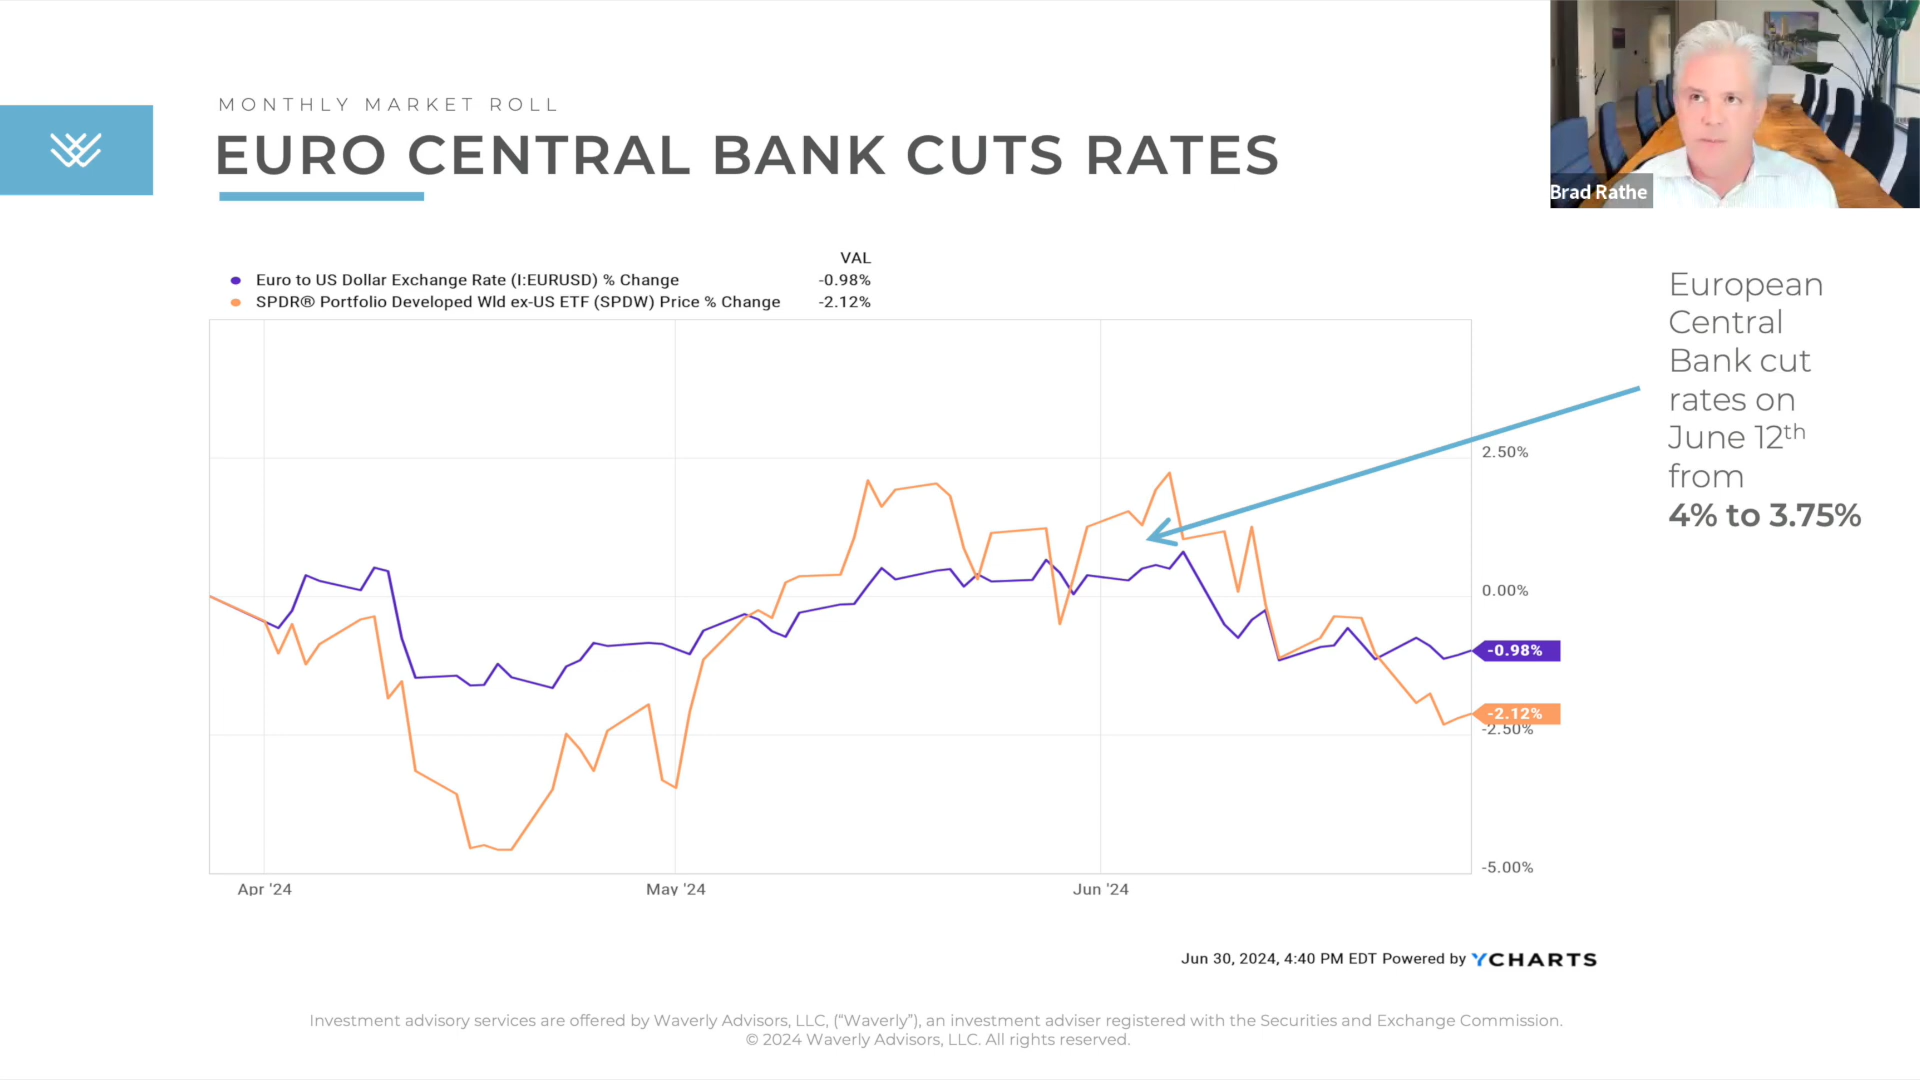 MONTHLY MARKET ROLL
EURO CENTRAL BANK CUTS RATES
Brad Rathe
VAL
Euro to US Dollar Exchange Rate (I:EURUSD) % Change -0.98%
SPDR® Portfolio Developed Wld ex-US ETF (SPDW) Price % Change -2.12%
European
Central
Bank cut
rates on
June 12th
from
4% to 3.75%
2.50%
0.00%
-0.98%
-2.12%
-2.50%
-5.00%
Apr '24 May '24 Jun '24
Jun 30, 2024, 4:40 PM EDT Powered by YCHARTS
Investment advisory services are offered by Waverly Advisors, LLC, (“Waverly”), an investment adviser registered with the Securities and Exchange Commission.
© 2024 Waverly Advisors, LLC. All rights reserved.